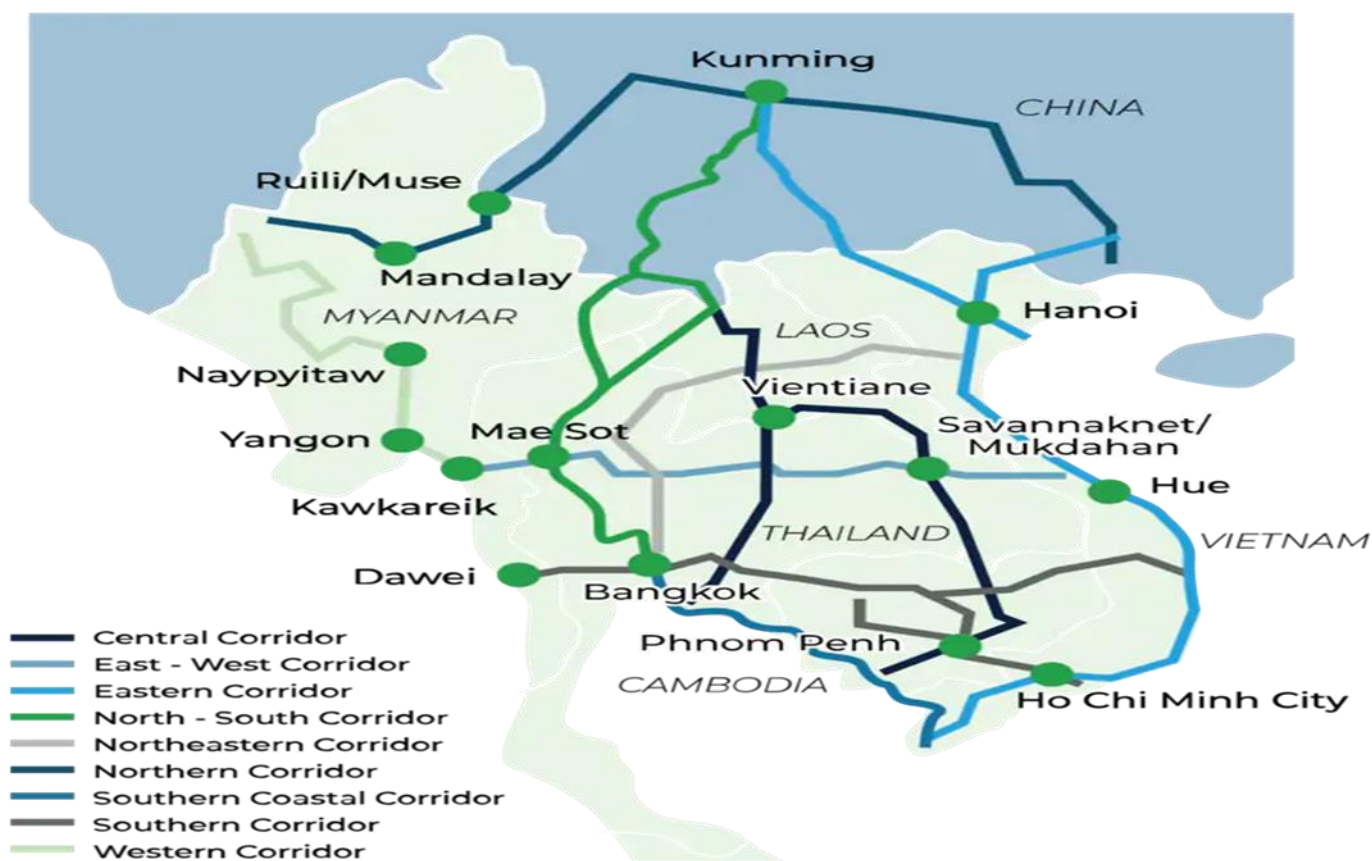 Kunming
CHINA
Ruili/Muse
Mandalay
MYANMAR
Hanoi
LAOS
Naypyitaw
Vientiane
Yangon
Mae Sot
Savannaknet/
Mukdahan
Kawkareik
Hue
THAILAND
VIETNAM
Dawei
Bangkok
Phnom Penh
CAMBODIA
Ho Chi Minh City
Central Corridor
East - West Corridor
Eastern Corridor
North - South Corridor
Northeastern Corridor
Northern Corridor
Southern Coastal Corridor
Southern Corridor
Western Corridor